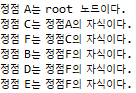 정점 A는 root 노드이다.
정점 C는 정점A의 자식이다.
정점 F는 정점C의 자식이다.
정점 B는 정점F의 자식이다.
정점 D는 정점F의 자식이다.
정점 E는 정점F의 자식이다.